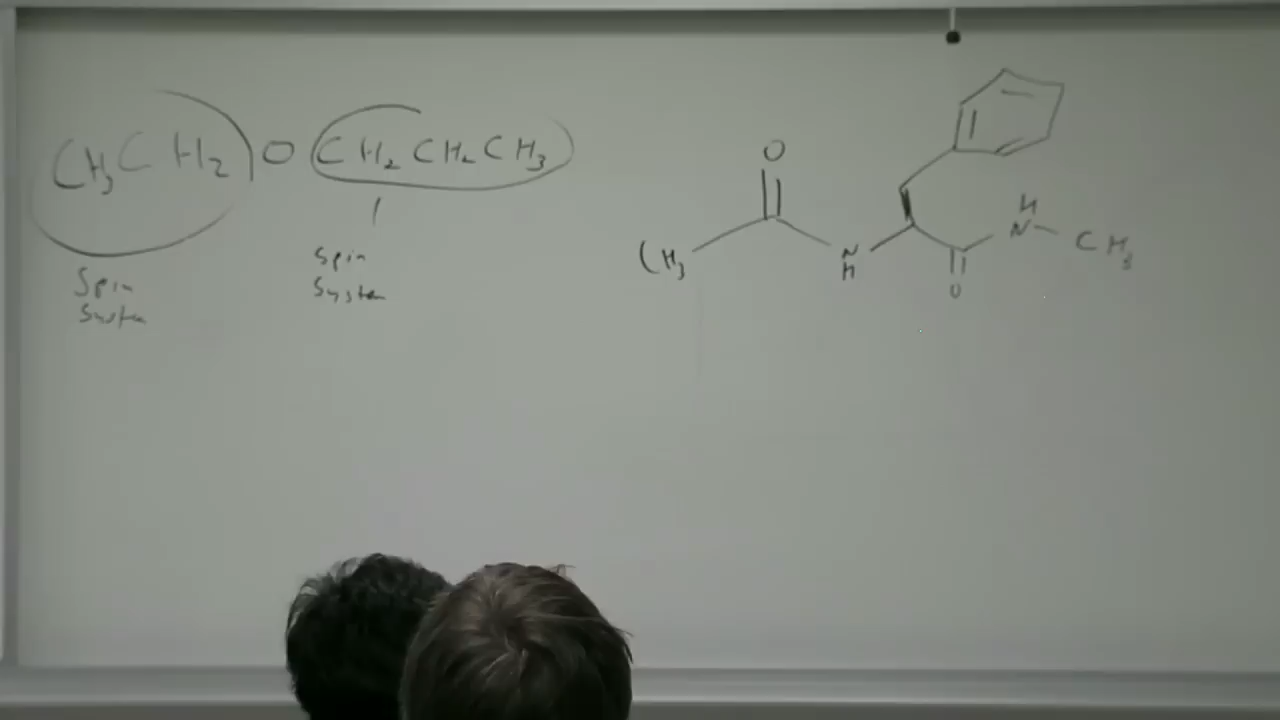 CH3CH2 O CH2CH2CH3
Spin
System
Spin
System
O
CH3
N
H
O
H
N
CH3